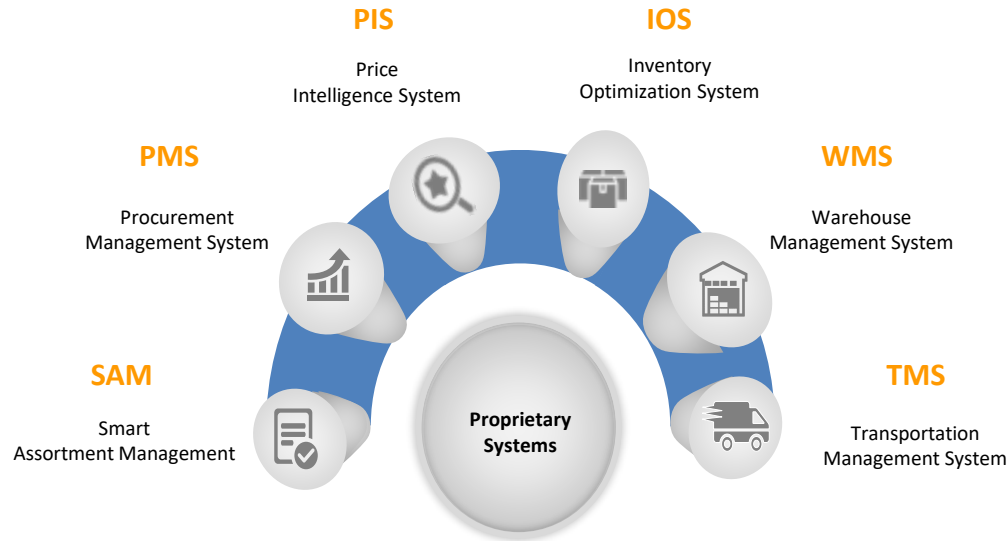 PIS
Price
Intelligence System
IOS
Inventory
Optimization System
PMS
Procurement
Management System
WMS
Warehouse
Management System
SAM
Smart
Assortment Management
Proprietary
Systems
TMS
Transportation
Management System